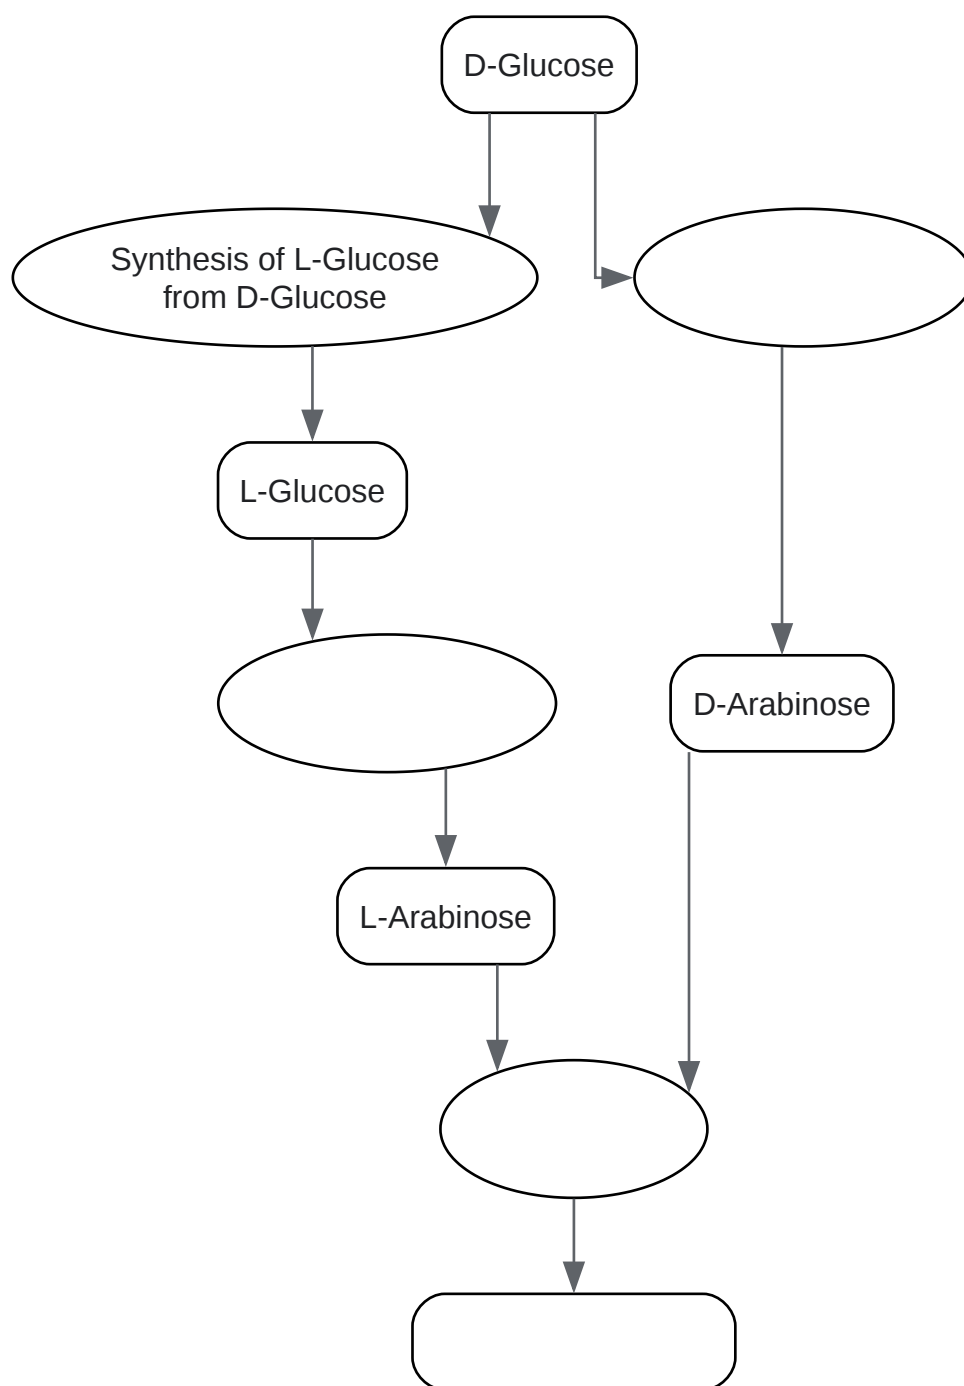 D-Glucose
Synthesis of L-Glucose
from D-Glucose
L-Glucose
D-Arabinose
L-Arabinose